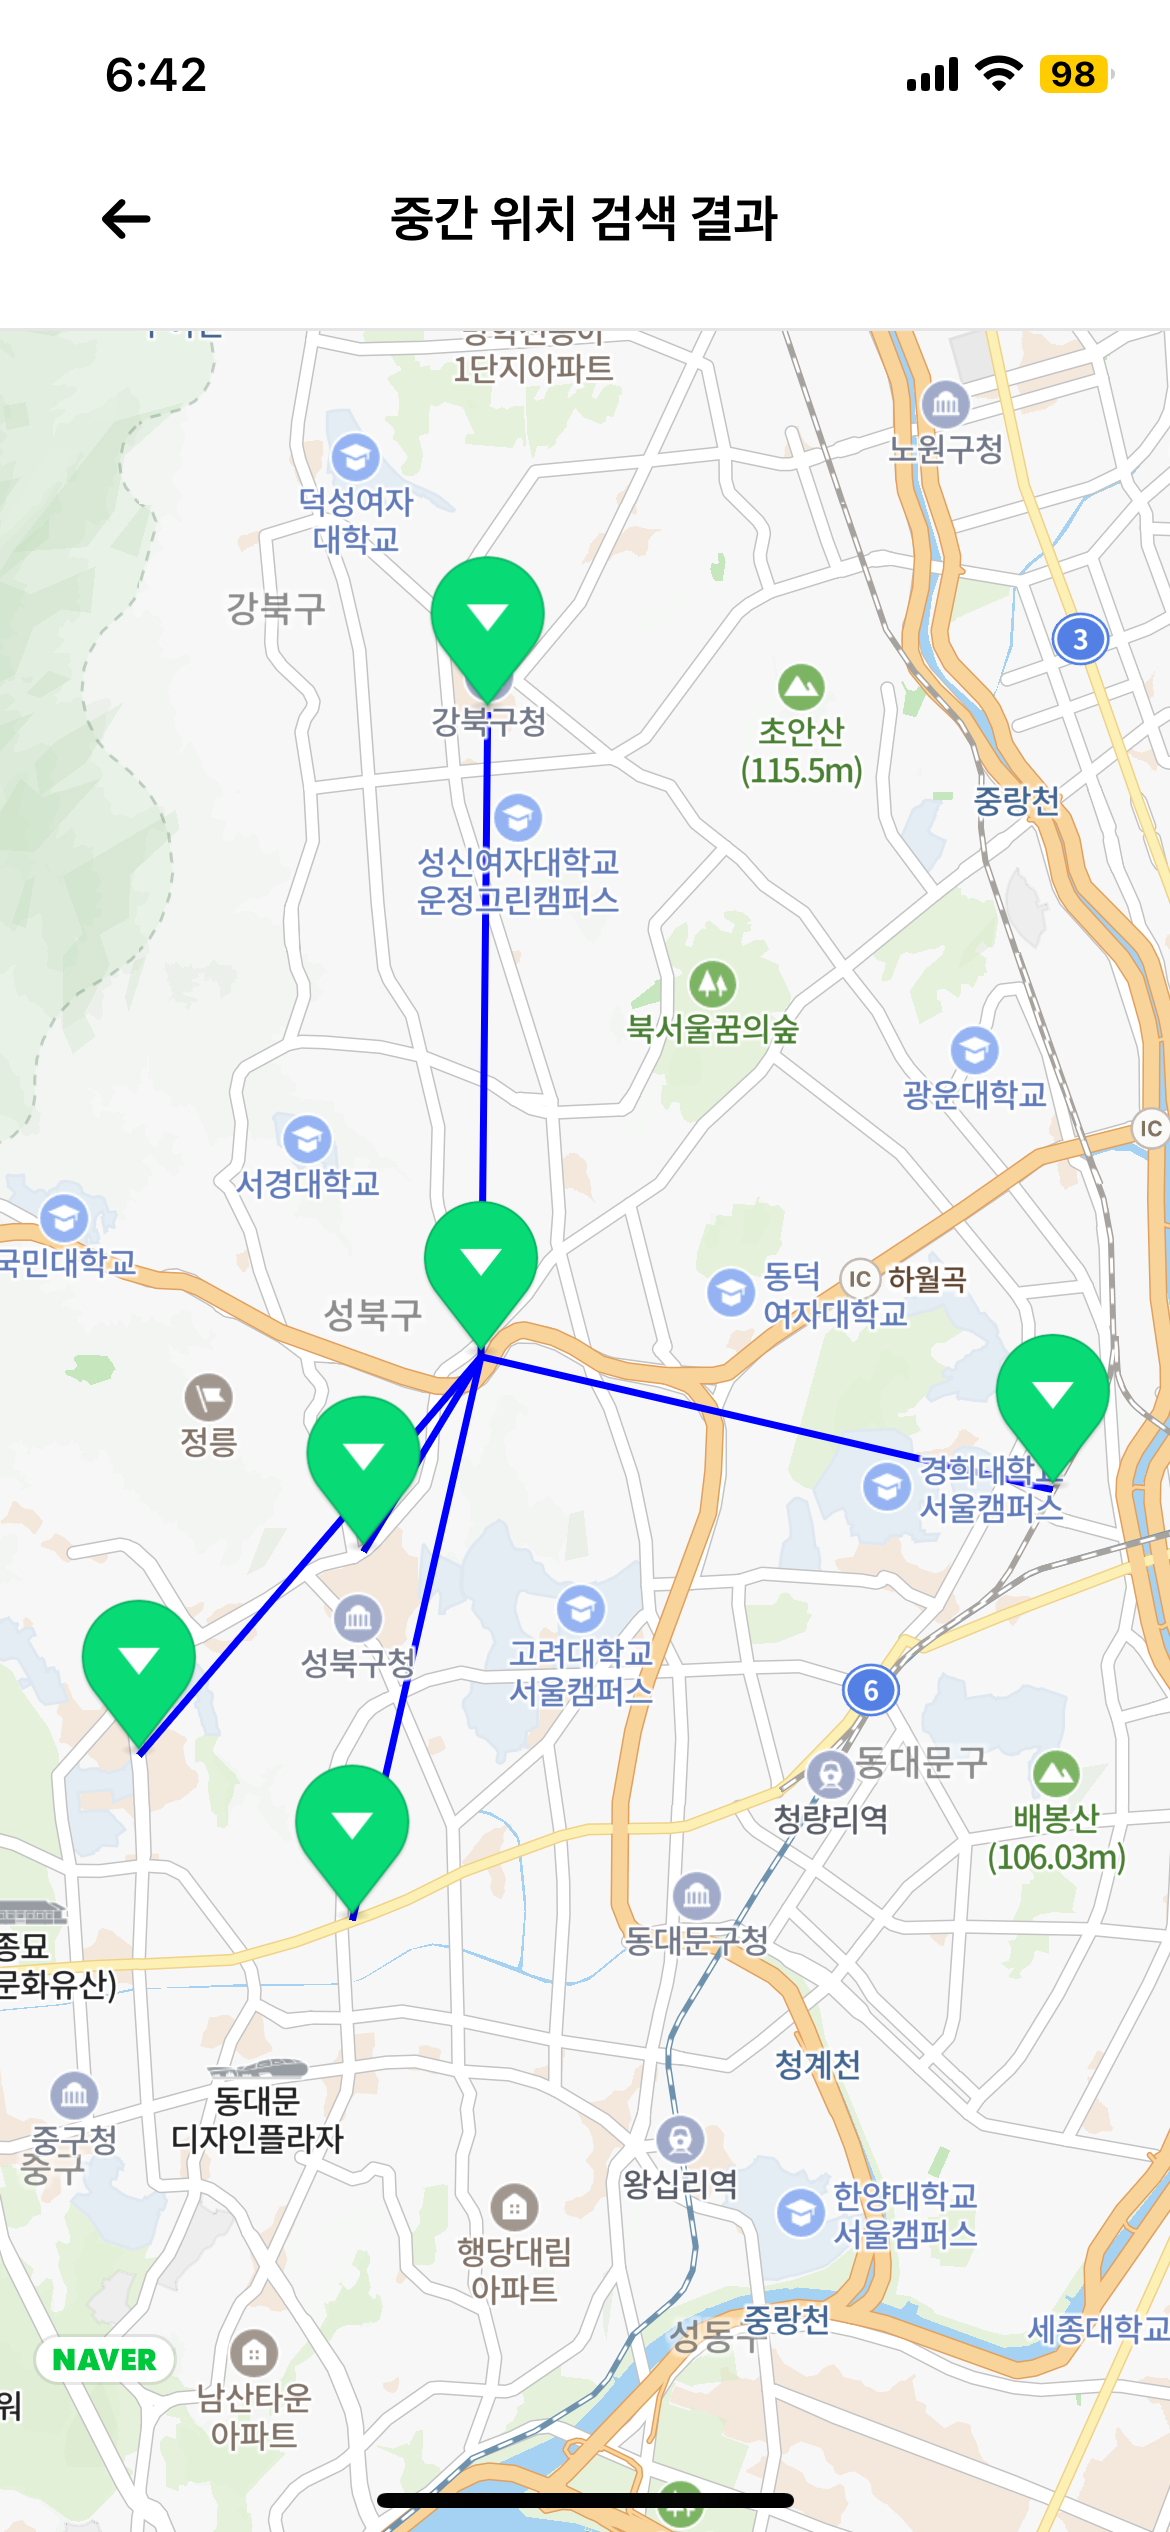 6:42
98
중간 위치 검색 결과
1단지아파트
노원구청
덕성여자
대학교
강북구
3
강북구청
초안산
(115.5m)
중랑천
성신여자대학교
운정그린캠퍼스
북서울꿈의숲
광운대학교
IC
서경대학교
국민대학교
성북구
동덕
여자대학교
IC 하월곡
정릉
경희대학교
서울캠퍼스
성북구청
고려대학교
서울캠퍼스
6
동대문구
청량리역
배봉산
(106.03m)
동대문구청
종묘
문화유산)
청계천
동대문
디자인플라자
중구청
중구
왕십리역
한양대학교
서울캠퍼스
행당대림
아파트
성동구
중랑천
세종대학교
NAVER
남산타운
아파트
워